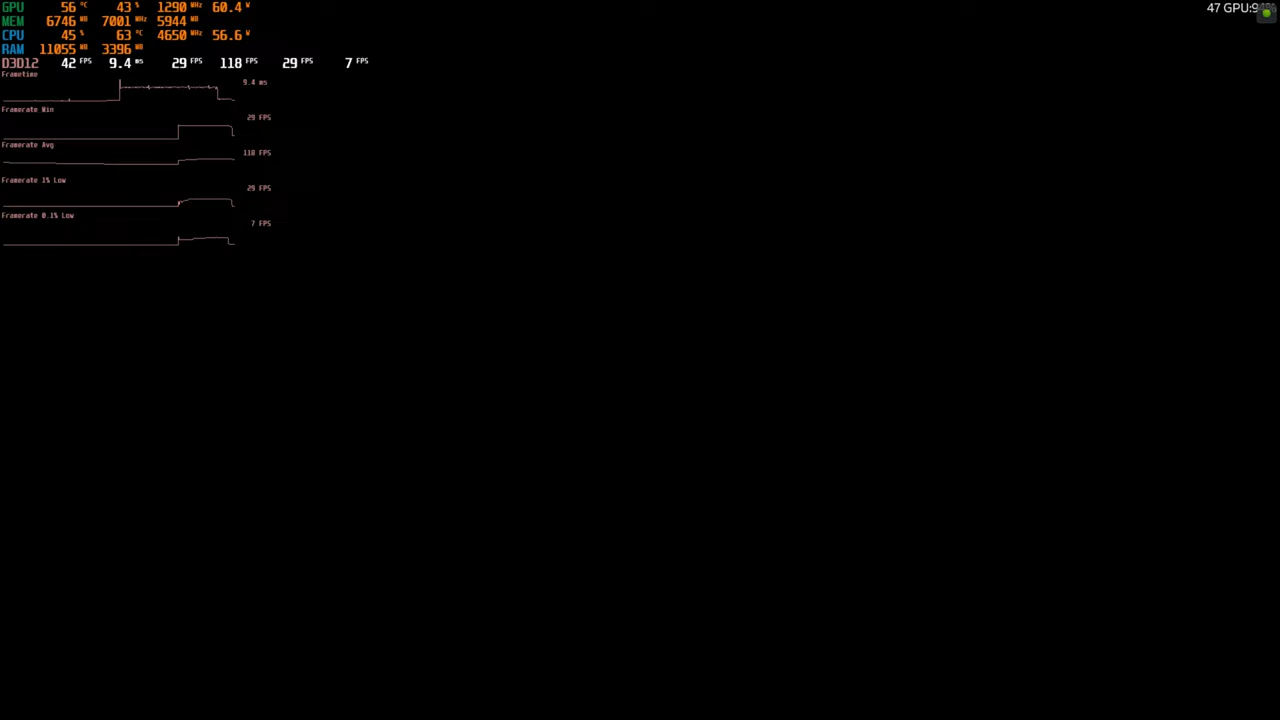 GPU 56 °C 43 % 1290 MHz 60.4 W
MEM 6746 MB 7001 MHz 5944 MB
CPU 45 % 63 °C 4650 MHz 56.6 W
RAM 11055 MB 3396 MB
D3D12 42 FPS 9.4 ms 29 FPS 118 FPS 29 FPS 7 FPS
Frametime
9.4 ms
Framerate Min
29 FPS
Framerate Avg
118 FPS
Framerate 1% Low
29 FPS
Framerate 0.1% Low
7 FPS
47 GPU:94%